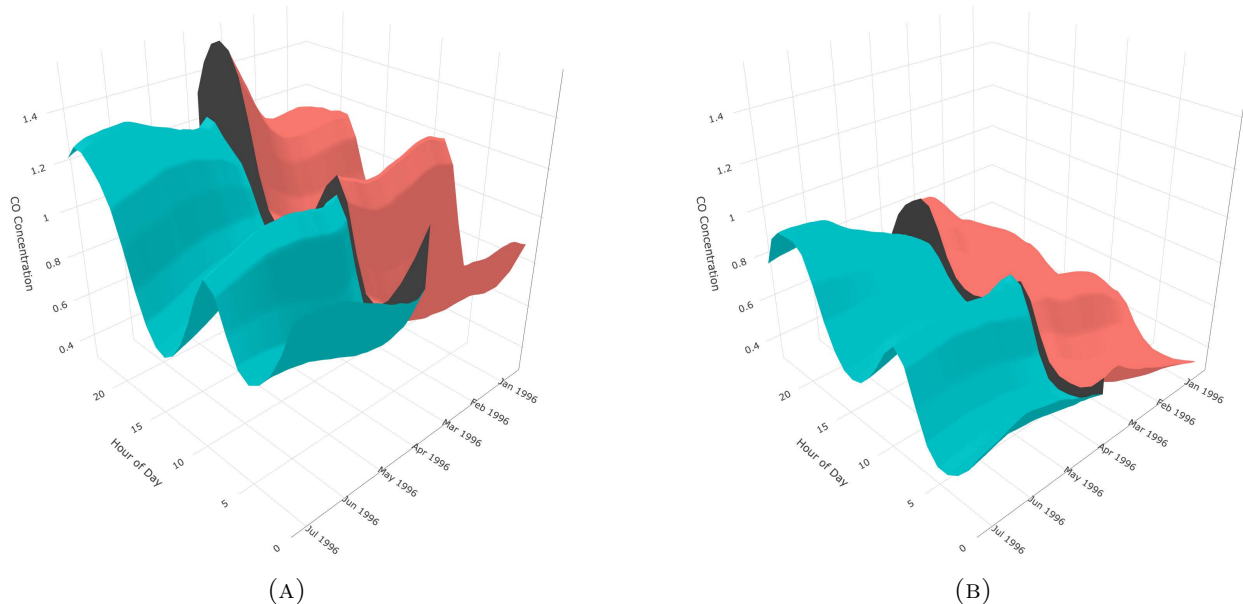 1.4
1.2
1
0.8
0.6
0.4
CO Concentration
20
15
10
5
0
Hour of Day
Jan 1996
Feb 1996
Mar 1996
Apr 1996
May 1996
Jun 1996
Jul 1996
(A)
1.4
1.2
1
0.8
0.6
0.4
CO Concentration
20
15
10
5
0
Hour of Day
Jan 1996
Feb 1996
Mar 1996
Apr 1996
May 1996
Jun 1996
Jul 1996
(B)